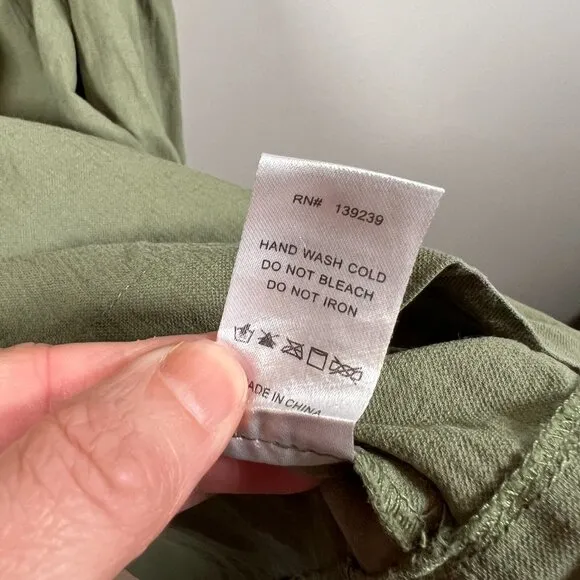 RN# 139239
HAND WASH COLD
DO NOT BLEACH
DO NOT IRON
ADE IN CHINA